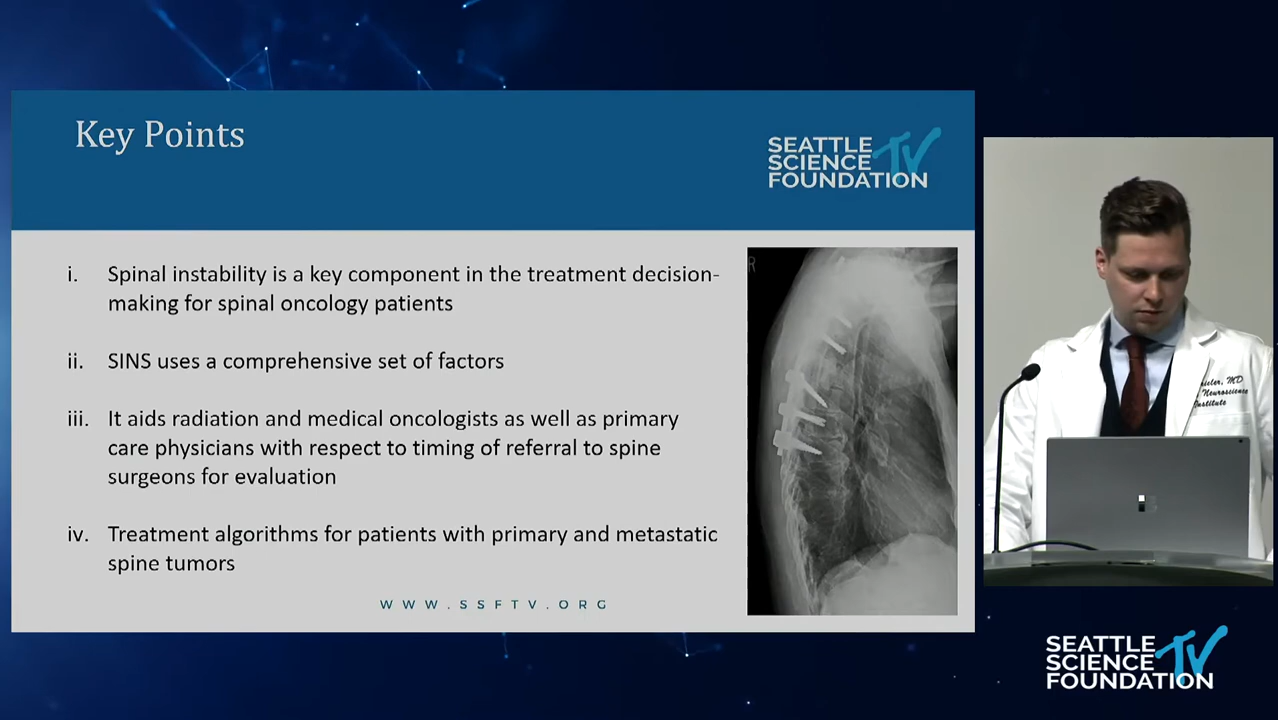 Key Points
SEATTLE
SCIENCE TV
FOUNDATION
i. Spinal instability is a key component in the treatment decision-
making for spinal oncology patients
ii. SINS uses a comprehensive set of factors
iii. It aids radiation and medical oncologists as well as primary
care physicians with respect to timing of referral to spine
surgeons for evaluation
iv. Treatment algorithms for patients with primary and metastatic
spine tumors
WWW.SSFTV.ORG
R
MD
Neuroscience
Institute
SEATTLE
SCIENCE TV
FOUNDATION